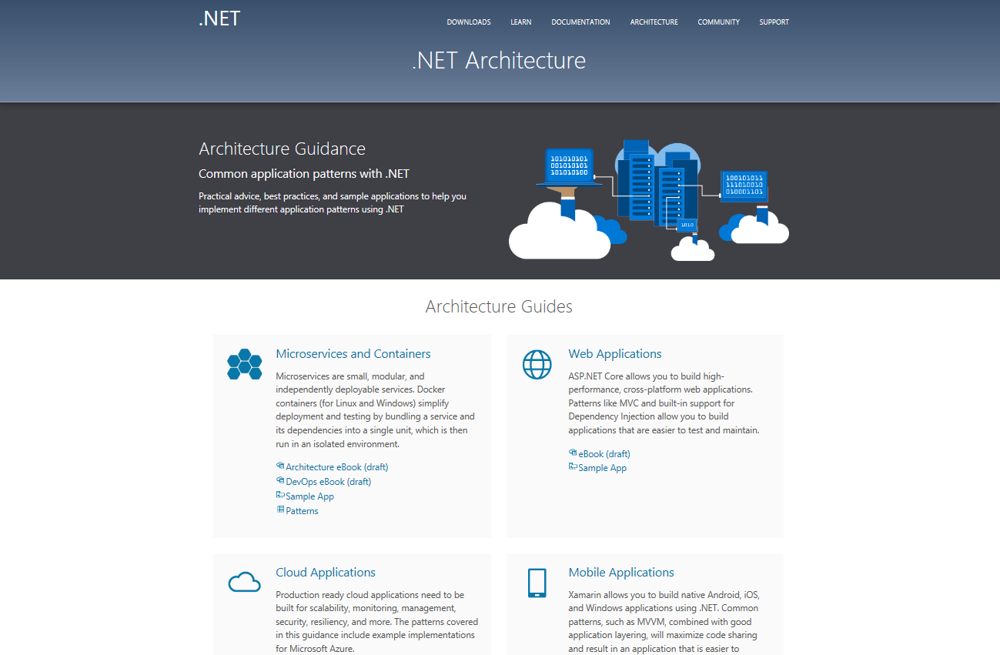 .NET
DOWNLOADS LEARN DOCUMENTATION ARCHITECTURE COMMUNITY SUPPORT
.NET Architecture
Architecture Guidance
Common application patterns with .NET
Practical advice, best practices, and sample applications to help you
implement different application patterns using .NET
101010101
001010101
101010100
100101011
111010010
010001101
1010
Architecture Guides
Microservices and Containers
Microservices are small, modular, and
independently deployable services. Docker
containers (for Linux and Windows) simplify
deployment and testing by bundling a service and
its dependencies into a single unit, which is then
run in an isolated environment.
Architecture eBook (draft)
DevOps eBook (draft)
Sample App
Patterns
Web Applications
ASP.NET Core allows you to build high-
performance, cross-platform web applications.
Patterns like MVC and built-in support for
Dependency Injection allow you to build
applications that are easier to test and maintain.
eBook (draft)
Sample App
Cloud Applications
Production ready cloud applications need to be
built for scalability, monitoring, management,
security, resiliency, and more. The patterns covered
in this guidance include example implementations
for Microsoft Azure.
Mobile Applications
Xamarin allows you to build native Android, iOS,
and Windows applications using .NET. Common
patterns, such as MVVM, combined with good
application layering, will maximize code sharing
and result in an application that is easier to